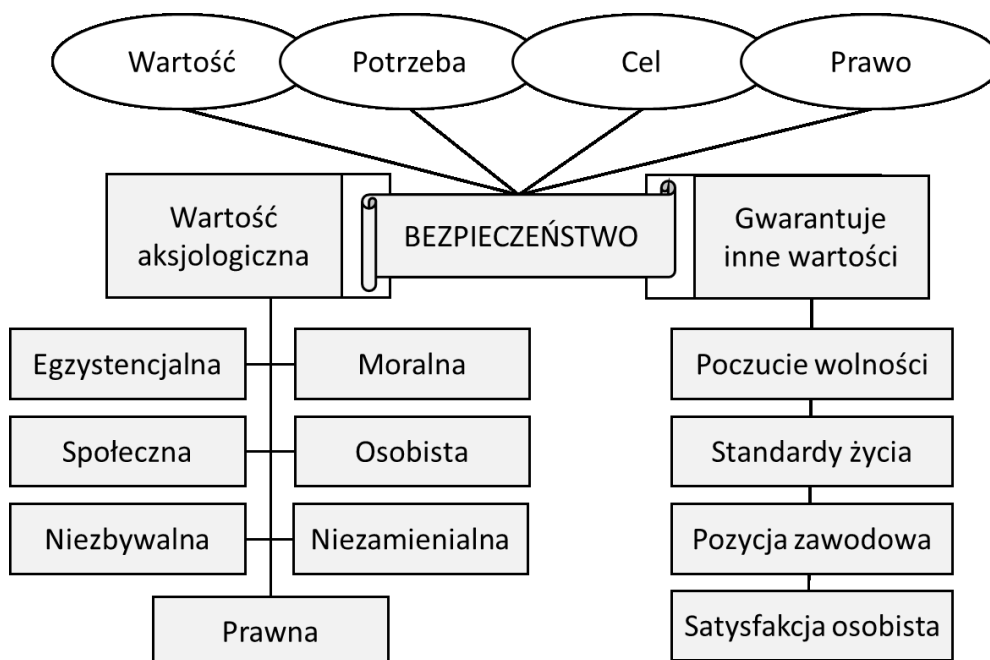 Wartość
Potrzeba
Cel
Prawo
Wartość
aksjologiczna
BEZPIECZEŃSTWO
Gwarantuje
inne wartości
Egzystencjalna
Moralna
Poczucie wolności
Społeczna
Osobista
Standardy życia
Niezbywalna
Niezamienialna
Pozycja zawodowa
Prawna
Satysfakcja osobista